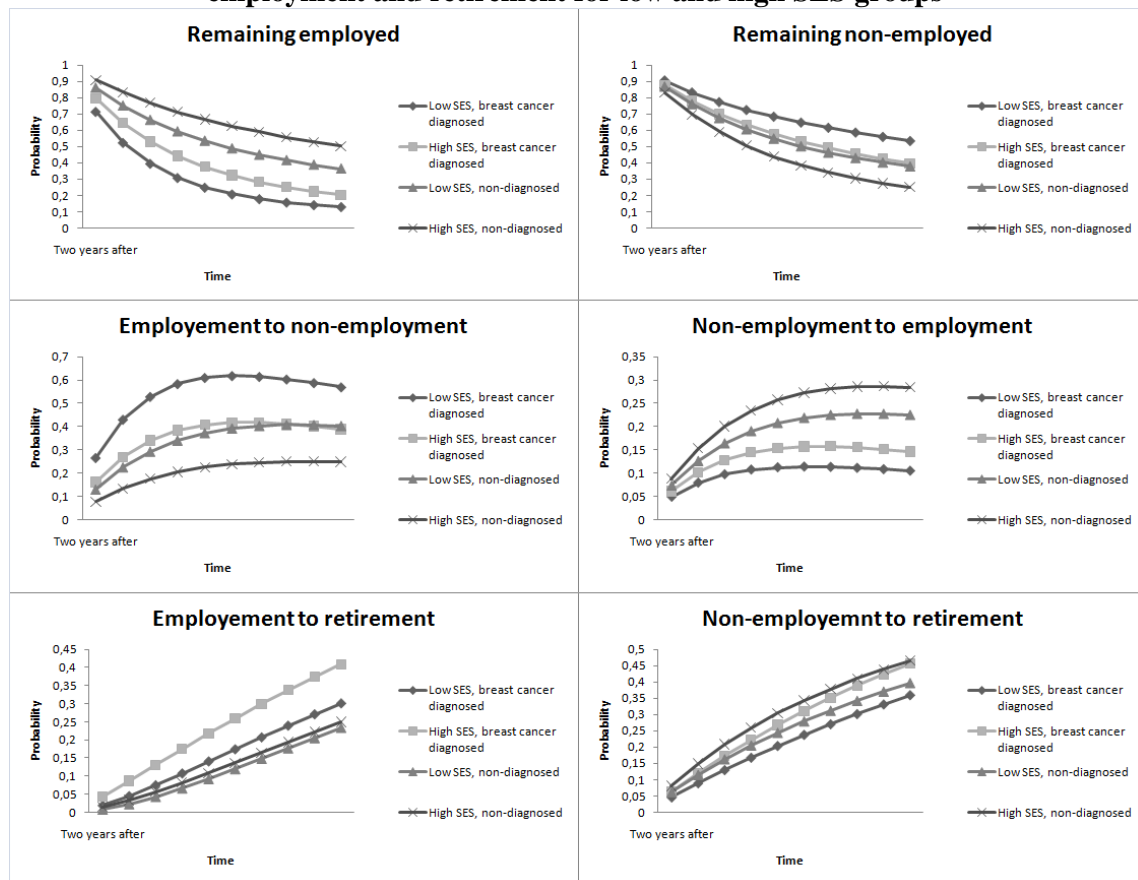 employment and retirement for low and high SES groups
Remaining employed
1
0,9
0,8
0,7
0,6
0,5
0,4
0,3
0,2
0,1
0
Probability
Two years after
Time
Low SES, breast cancer
diagnosed
High SES, breast cancer
diagnosed
Low SES, non-diagnosed
High SES, non-diagnosed
Remaining non-employed
1
0,9
0,8
0,7
0,6
0,5
0,4
0,3
0,2
0,1
0
Probability
Two years after
Time
Low SES, breast cancer
diagnosed
High SES, breast cancer
diagnosed
Low SES, non-diagnosed
High SES, non-diagnosed
Employement to non-employment
0,7
0,6
0,5
0,4
0,3
0,2
0,1
0
Probability
Two years after
Time
Low SES, breast cancer
diagnosed
High SES, breast cancer
diagnosed
Low SES, non-diagnosed
High SES, non-diagnosed
Non-employment to employment
0,35
0,3
0,25
0,2
0,15
0,1
0,05
0
Probability
Two years after
Time
Low SES, breast cancer
diagnosed
High SES, breast cancer
diagnosed
Low SES, non-diagnosed
High SES, non-diagnosed
Employement to retirement
0,45
0,4
0,35
0,3
0,25
0,2
0,15
0,1
0,05
0
Probability
Two years after
Time
Low SES, breast cancer
diagnosed
High SES, breast cancer
diagnosed
Low SES, non-diagnosed
High SES, non-diagnosed
Non-employemnt to retirement
0,5
0,45
0,4
0,35
0,3
0,25
0,2
0,15
0,1
0,05
0
Probability
Two years after
Time
Low SES, breast cancer
diagnosed
High SES, breast cancer
diagnosed
Low SES, non-diagnosed
High SES, non-diagnosed